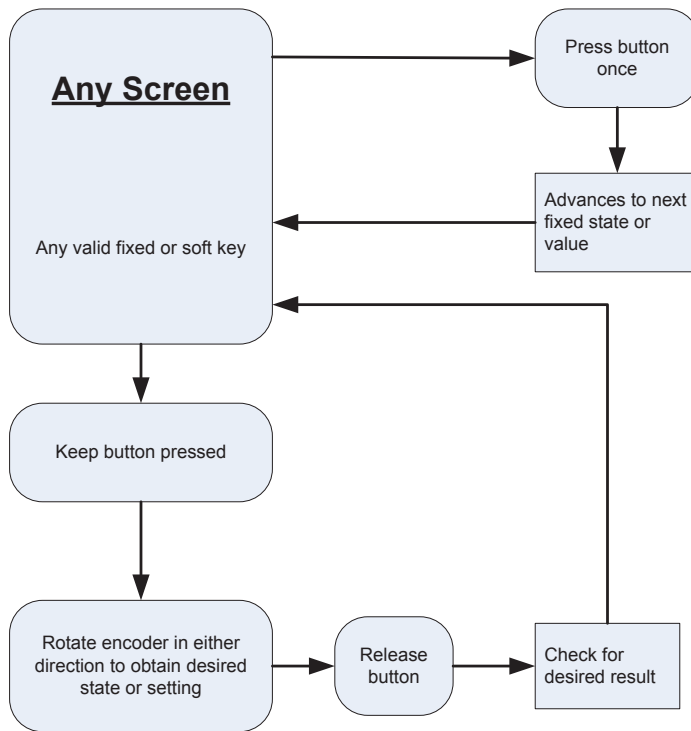 Any Screen
Any valid fixed or soft key
Press button
once
Advances to next
fixed state or
value
Keep button pressed
Rotate encoder in either
direction to obtain desired
state or setting
Release
button
Check for
desired result